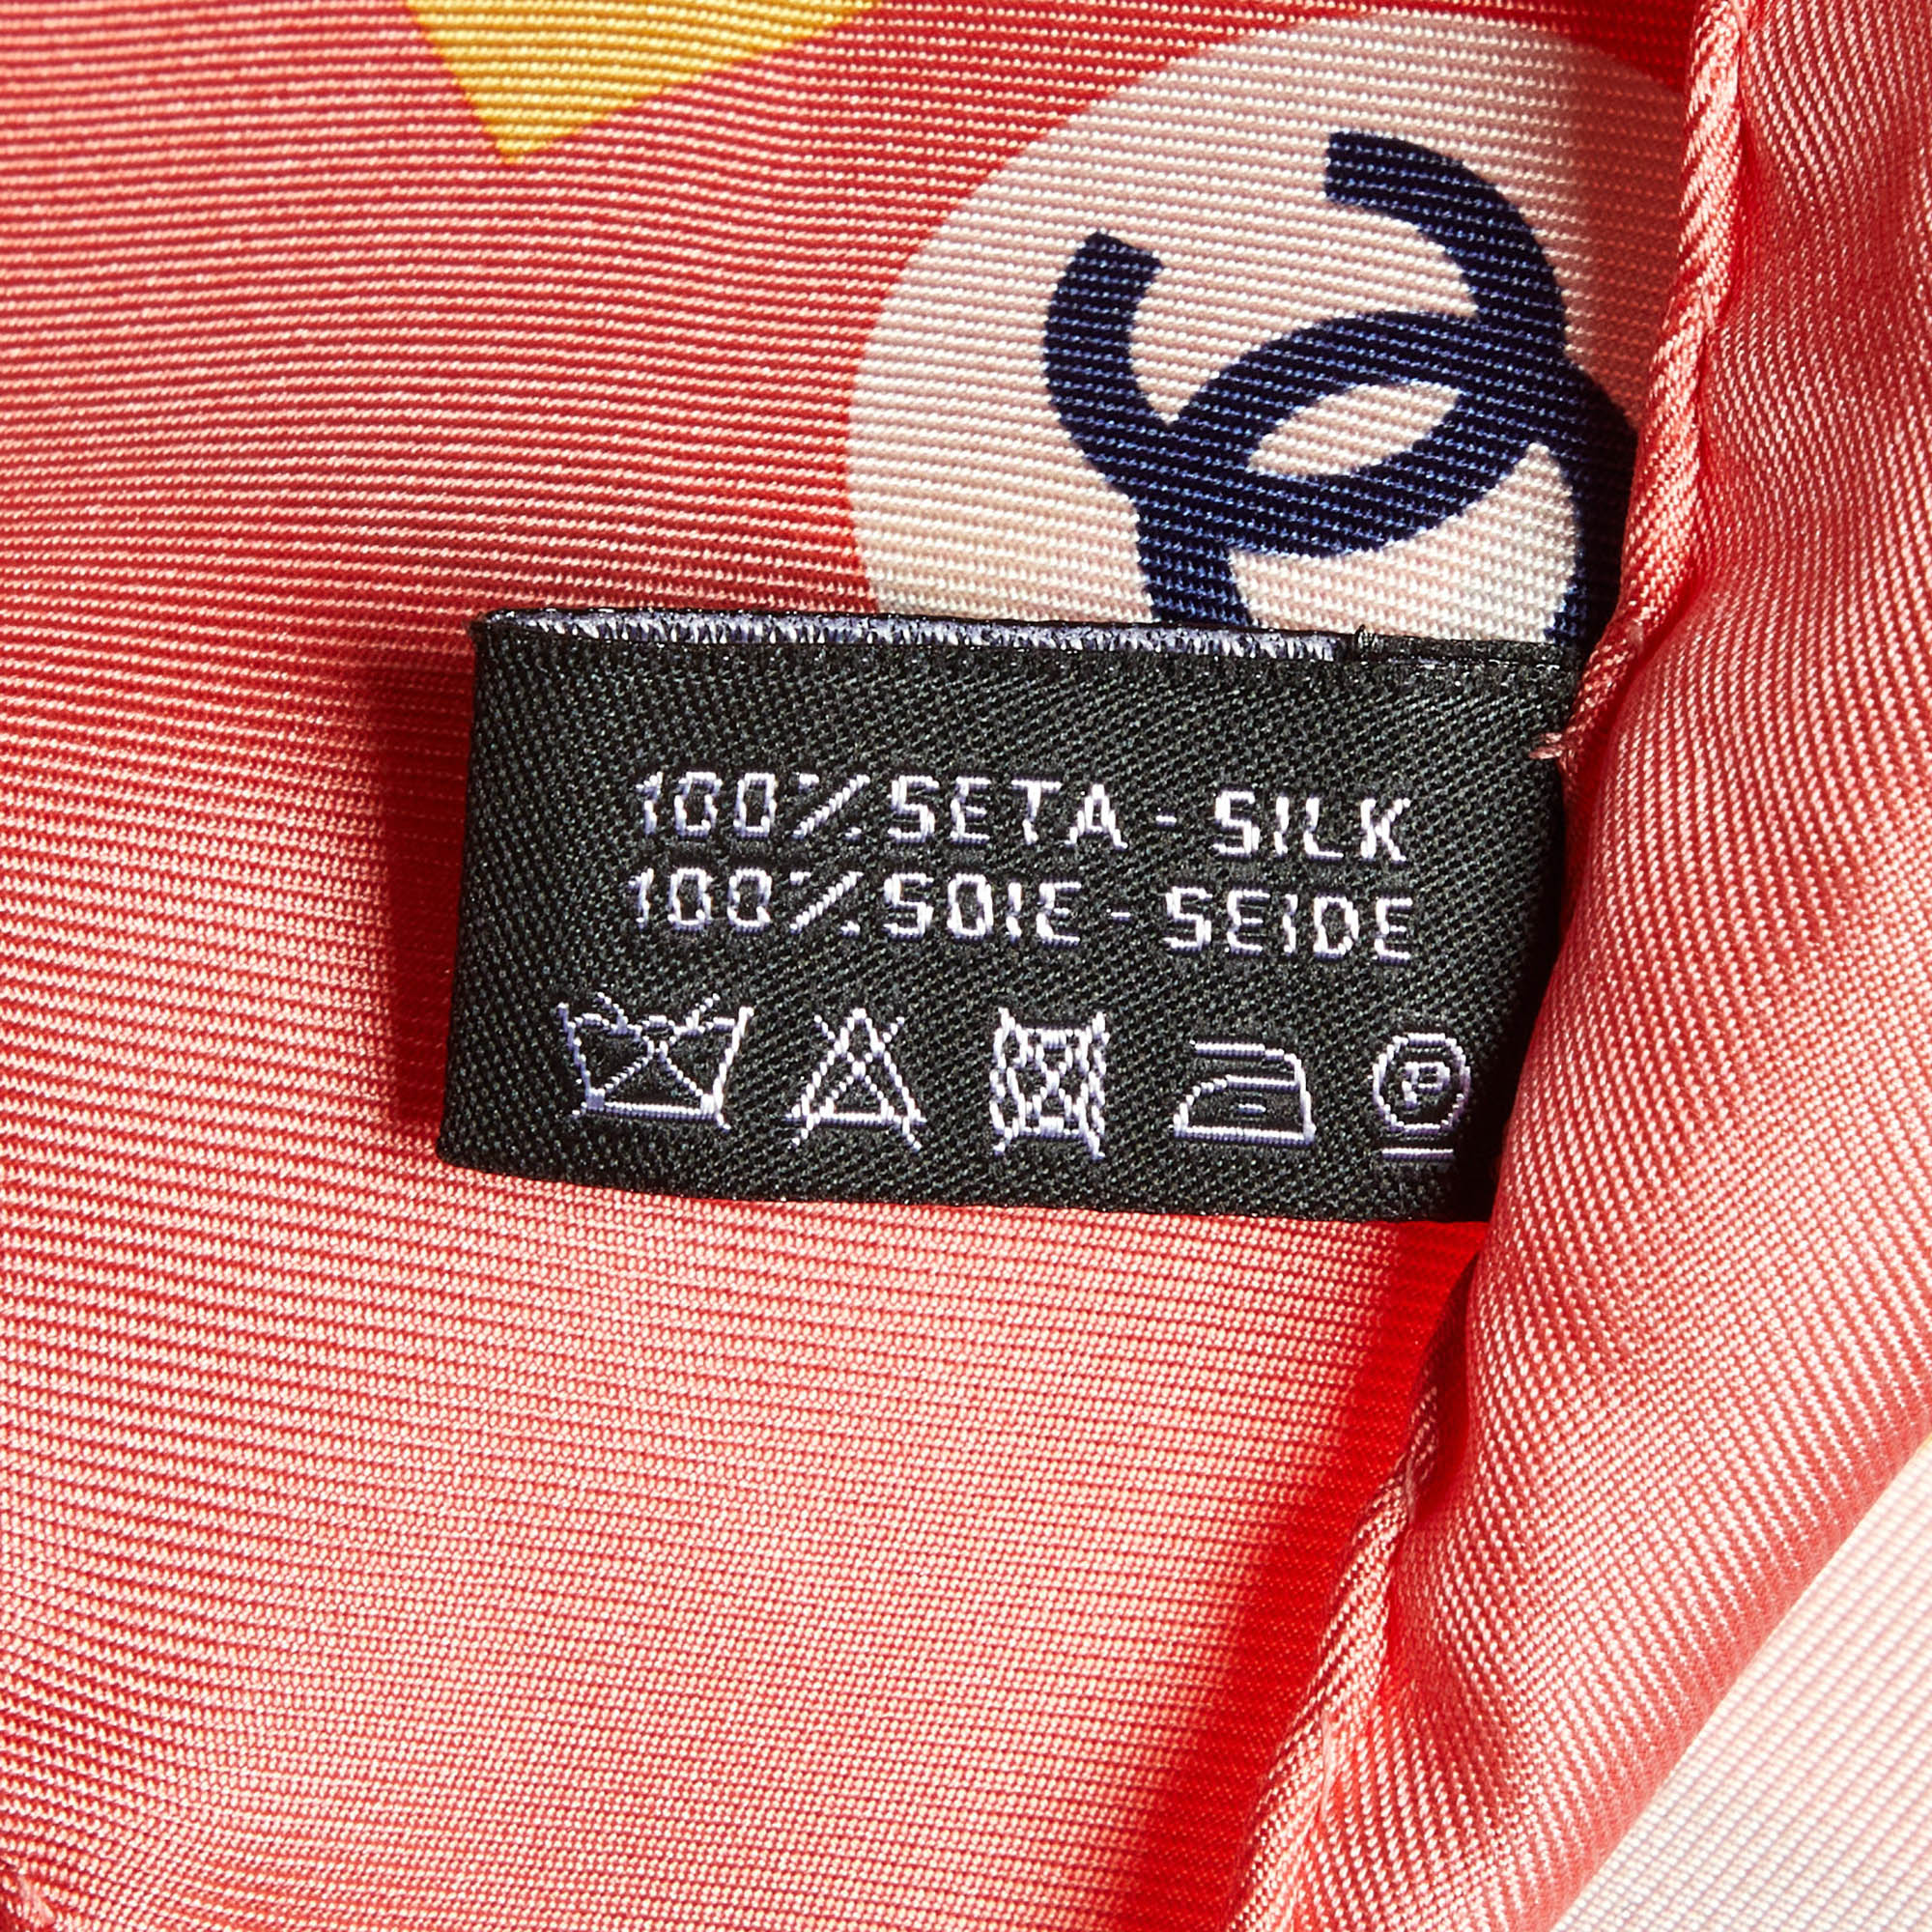 100% SETA - SILK
100% SOIE - SEIDE
P